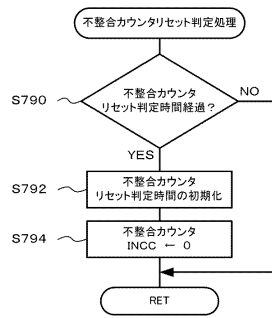 不整合カウンタリセット判定処理
S790
不整合カウンタ
リセット判定時間経過？
NO
YES
S792
不整合カウンタ
リセット判定時間の初期化
S794
不整合カウンタ
INCC ← 0
RET